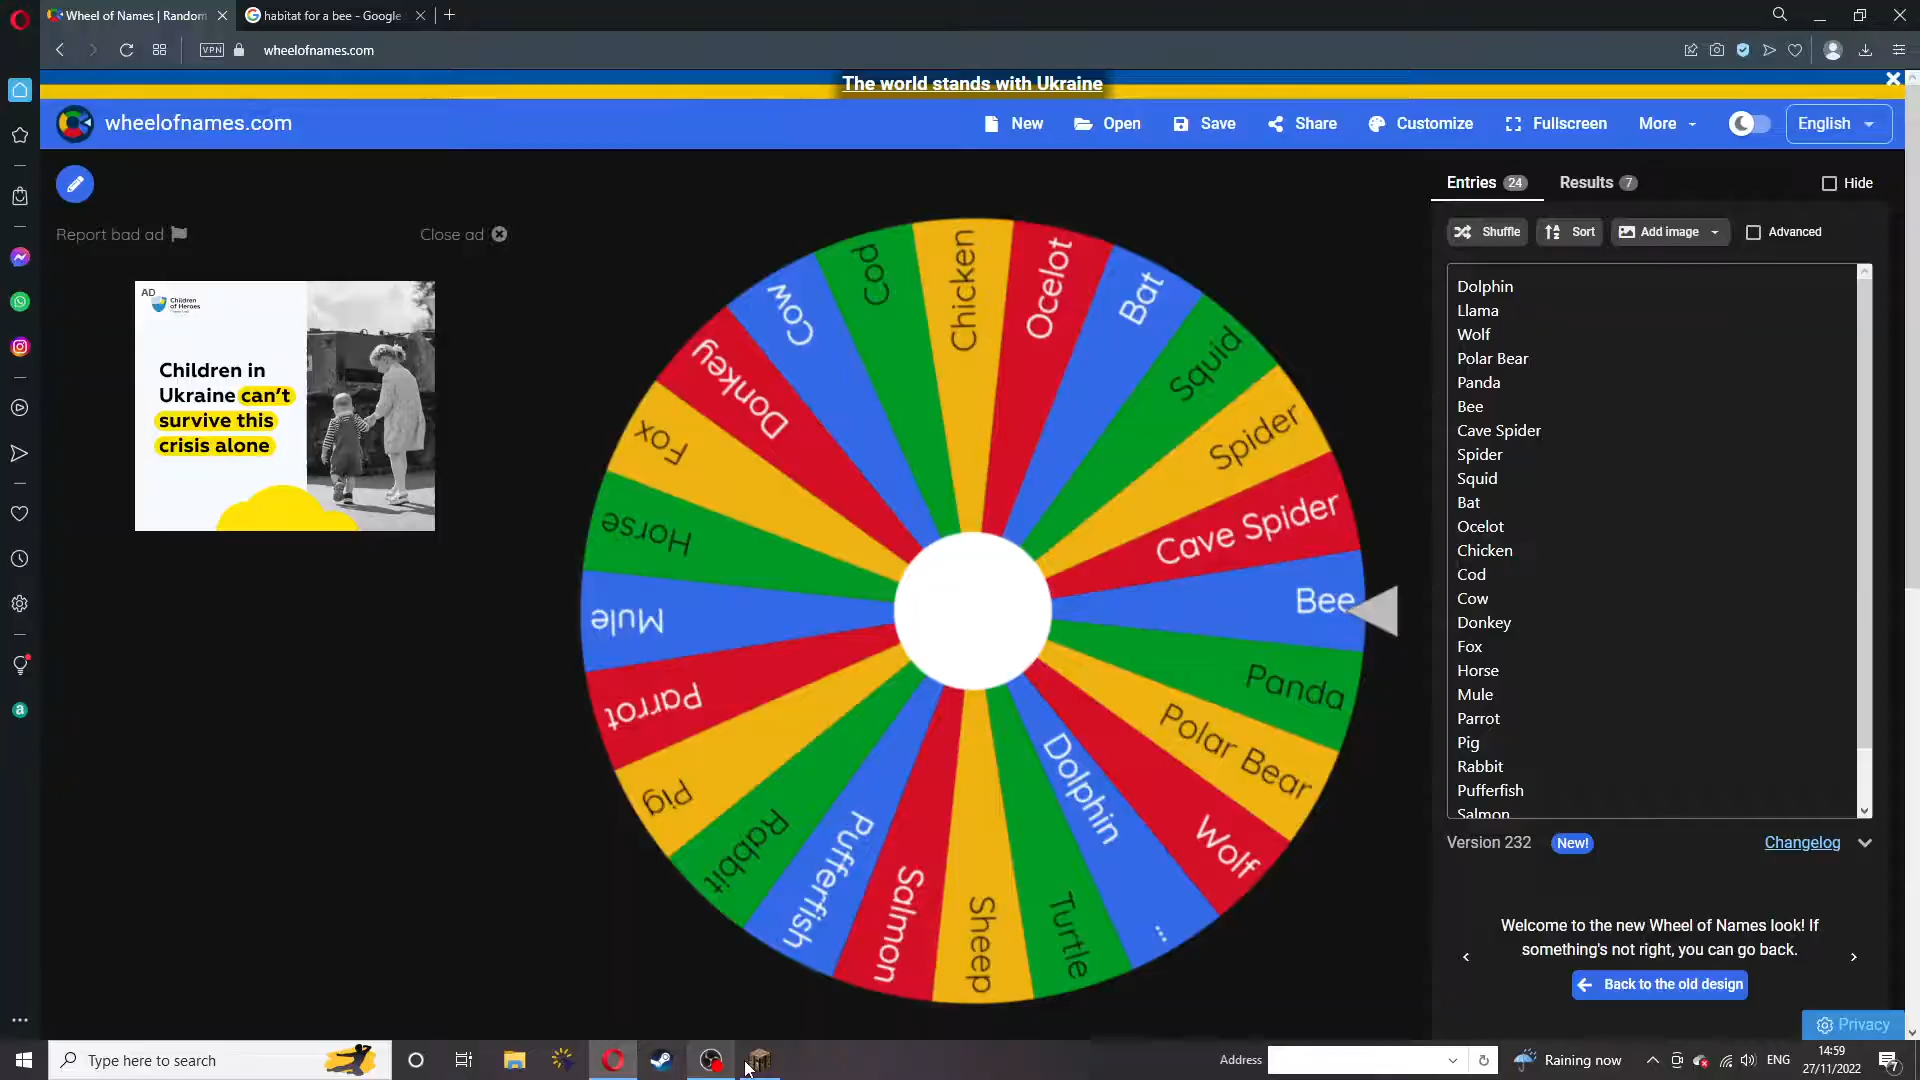 Wheel of Names | Random
habitat for a bee - Google
VPN
wheelofnames.com
The world stands with Ukraine
wheelofnames.com
New
Open
Save
Share
Customize
Fullscreen
More
English
Report bad ad
Close ad
AD
Children
of Heroes
Children in
Ukraine can't
survive this
crisis alone
Chicken
Ocelot
Bat
Squid
Spider
Cave Spider
Bee
Panda
Polar Bear
Wolf
...
Dolphin
Turtle
Sheep
Salmon
Pufferfish
Rabbit
Pig
Parrot
Mule
Horse
Fox
Donkey
Cow
Cod
Entries 24
Results 7
Hide
Shuffle
Sort
Add image
Advanced
Dolphin
Llama
Wolf
Polar Bear
Panda
Bee
Cave Spider
Spider
Squid
Bat
Ocelot
Chicken
Cod
Cow
Donkey
Fox
Horse
Mule
Parrot
Pig
Rabbit
Pufferfish
Salmon
Version 232
New!
Changelog
Welcome to the new Wheel of Names look! If
something's not right, you can go back.
Back to the old design
Privacy
Type here to search
Address
Raining now
ENG
14:59
27/11/2022
7